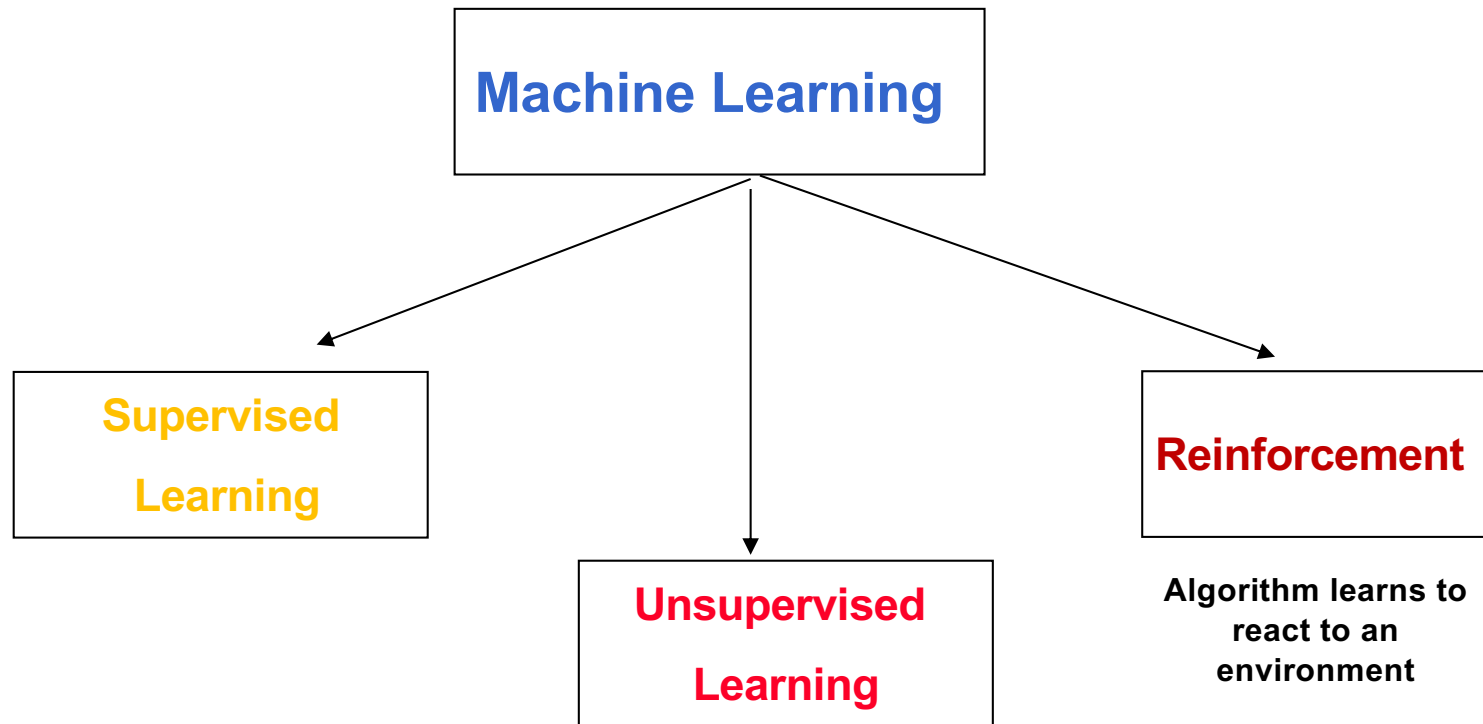 Machine Learning
Supervised
Learning
Unsupervised
Learning
Reinforcement
Algorithm learns to
react to an
environment